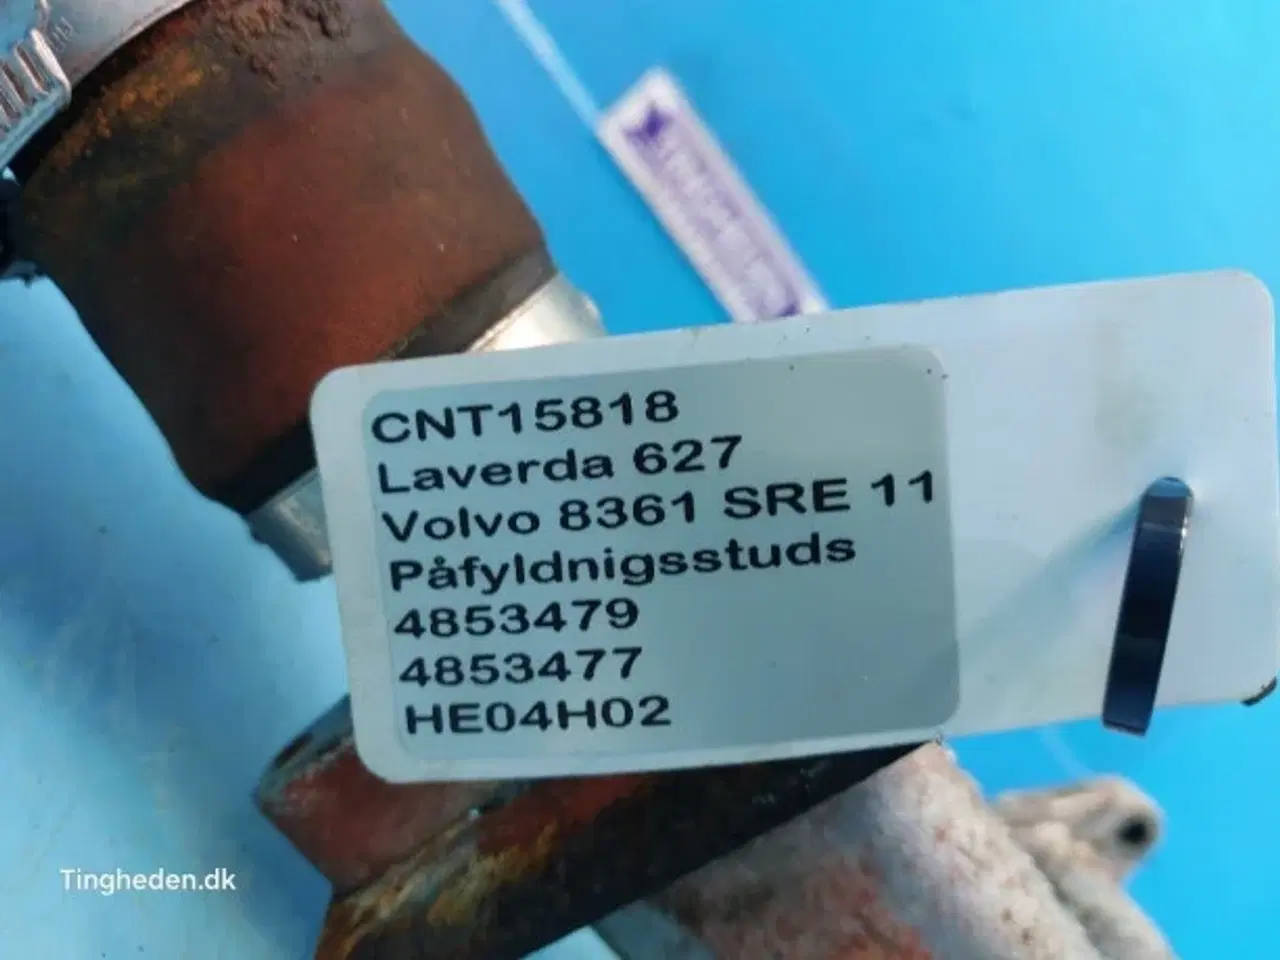 CNT15818
Laverda 627
Volvo 8361 SRE 11
Påfyldnigsstuds
4853479
4853477
HE04H02
Tingheden.dk